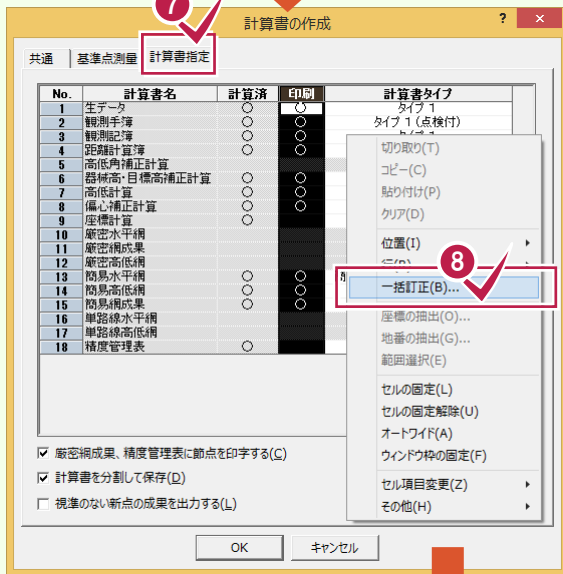 7
計算書の作成 ? ×
共通 基準点測量 計算書指定
No. 計算書名 計算済 印刷 計算書タイプ
1 生データ ○ ○ タイプ 1
2 観測手簿 ○ ○ タイプ 1 (点検付)
3 観測記簿 ○ ○
4 距離計算簿 ○ ○
5 高低角補正計算
6 器械高・目標高補正計算 ○ ○
7 高低計算 ○ ○
8 偏心補正計算 ○ ○
9 座標計算 ○
10 厳密水平網
11 厳密網成果
12 厳密高低網
13 簡易水平網 ○ ○
14 簡易高低網 ○ ○
15 簡易網成果 ○ ○
16 単路線水平網
17 単路線高低網
18 精度管理表 ○
切り取り(T)
コピー(C)
貼り付け(P)
クリア(D)
位置(I)
8
一括訂正(B)...
座標の抽出(O)...
地番の抽出(G)...
範囲選択(E)
セルの固定(L)
セルの固定解除(U)
オートワイド(A)
ウィンドウ枠の固定(F)
セル項目変更(Z)
その他(H)
厳密網成果、精度管理表に節点を印字する(C)
計算書を分割して保存(D)
視準のない新点の成果を出力する(L)
OK キャンセル